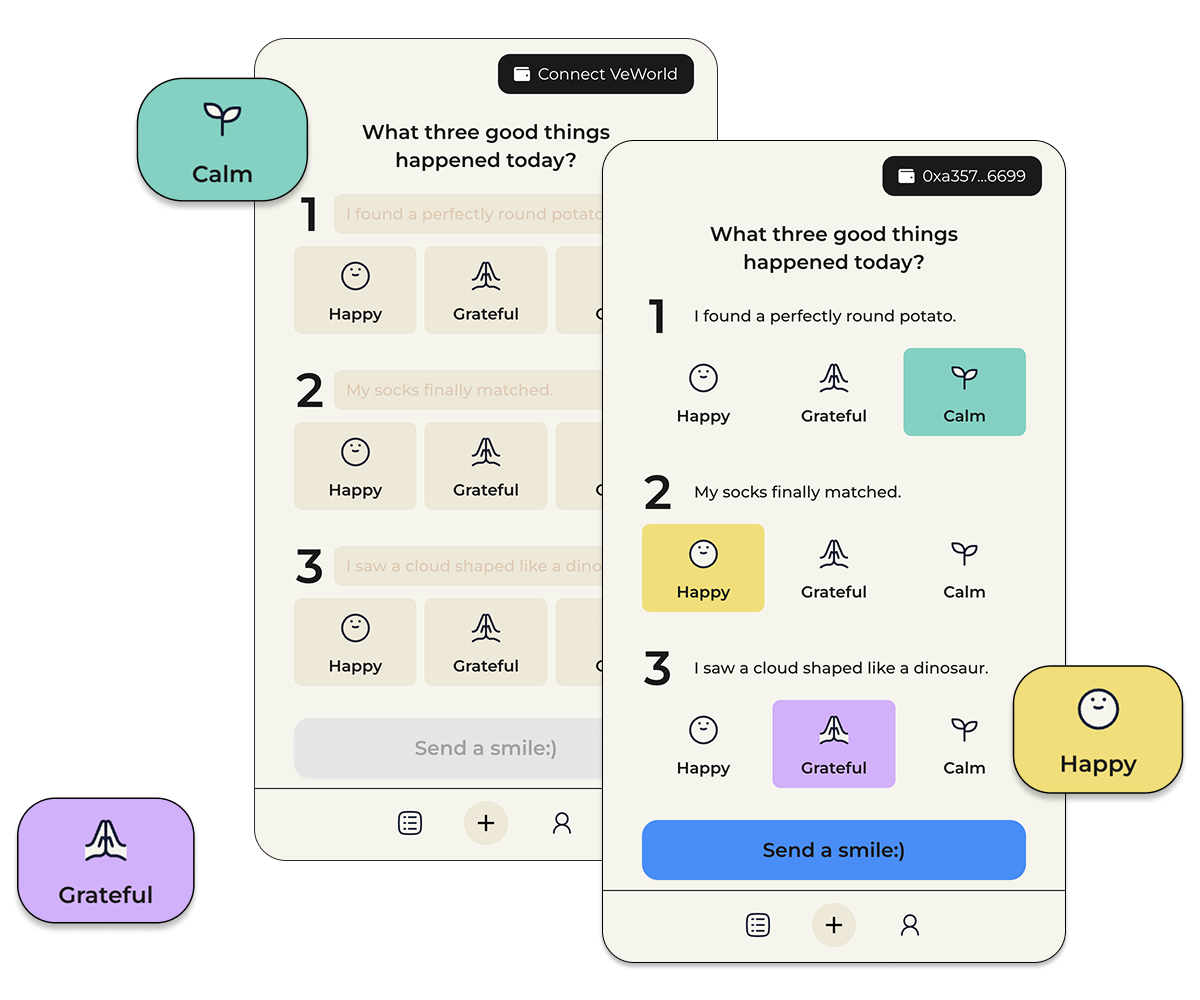 Calm
Connect VeWorld
What three good things
happened today?
1 I found a perfectly round potato
Happy Grateful
2 My socks finally matched.
Happy Grateful
3 I saw a cloud shaped like a dino
Happy Grateful
Send a smile:)
0xa357...6699
What three good things
happened today?
1 I found a perfectly round potato.
Happy Grateful Calm
2 My socks finally matched.
Happy Grateful Calm
3 I saw a cloud shaped like a dinosaur.
Happy Grateful Calm
Send a smile:)
Happy
Grateful